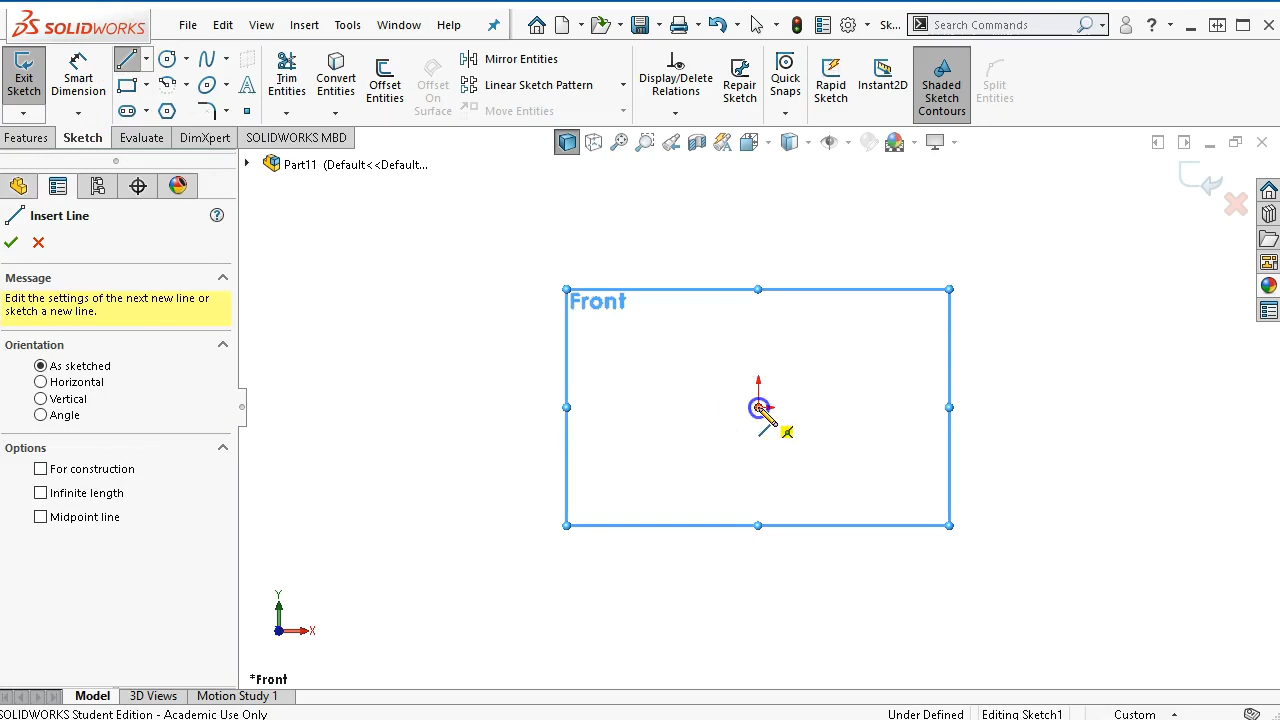 SOLIDWORKS File Edit View Insert Tools Window Help Sk... Search Commands ?
Exit Sketch Smart Dimension Trim Entities Convert Entities Offset Entities Offset On Surface Mirror Entities Linear Sketch Pattern Move Entities Display/Delete Relations Repair Sketch Quick Snaps Rapid Sketch Instant2D Shaded Sketch Contours Split Entities
Features Sketch Evaluate DimXpert SOLIDWORKS MBD
Part11 (Default<<Default...
Insert Line ?
Message
Edit the settings of the next new line or
sketch a new line.
Orientation
As sketched
Horizontal
Vertical
Angle
Options
For construction
Infinite length
Midpoint line
Front
Y
X
*Front
Model 3D Views Motion Study 1
SOLIDWORKS Student Edition - Academic Use Only Under Defined Editing Sketch1 Custom